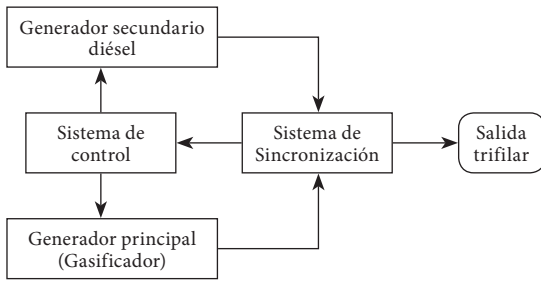 Generador secundario
diésel
Sistema de
control
Sistema de
Sincronización
Salida
trifilar
Generador principal
(Gasificador)